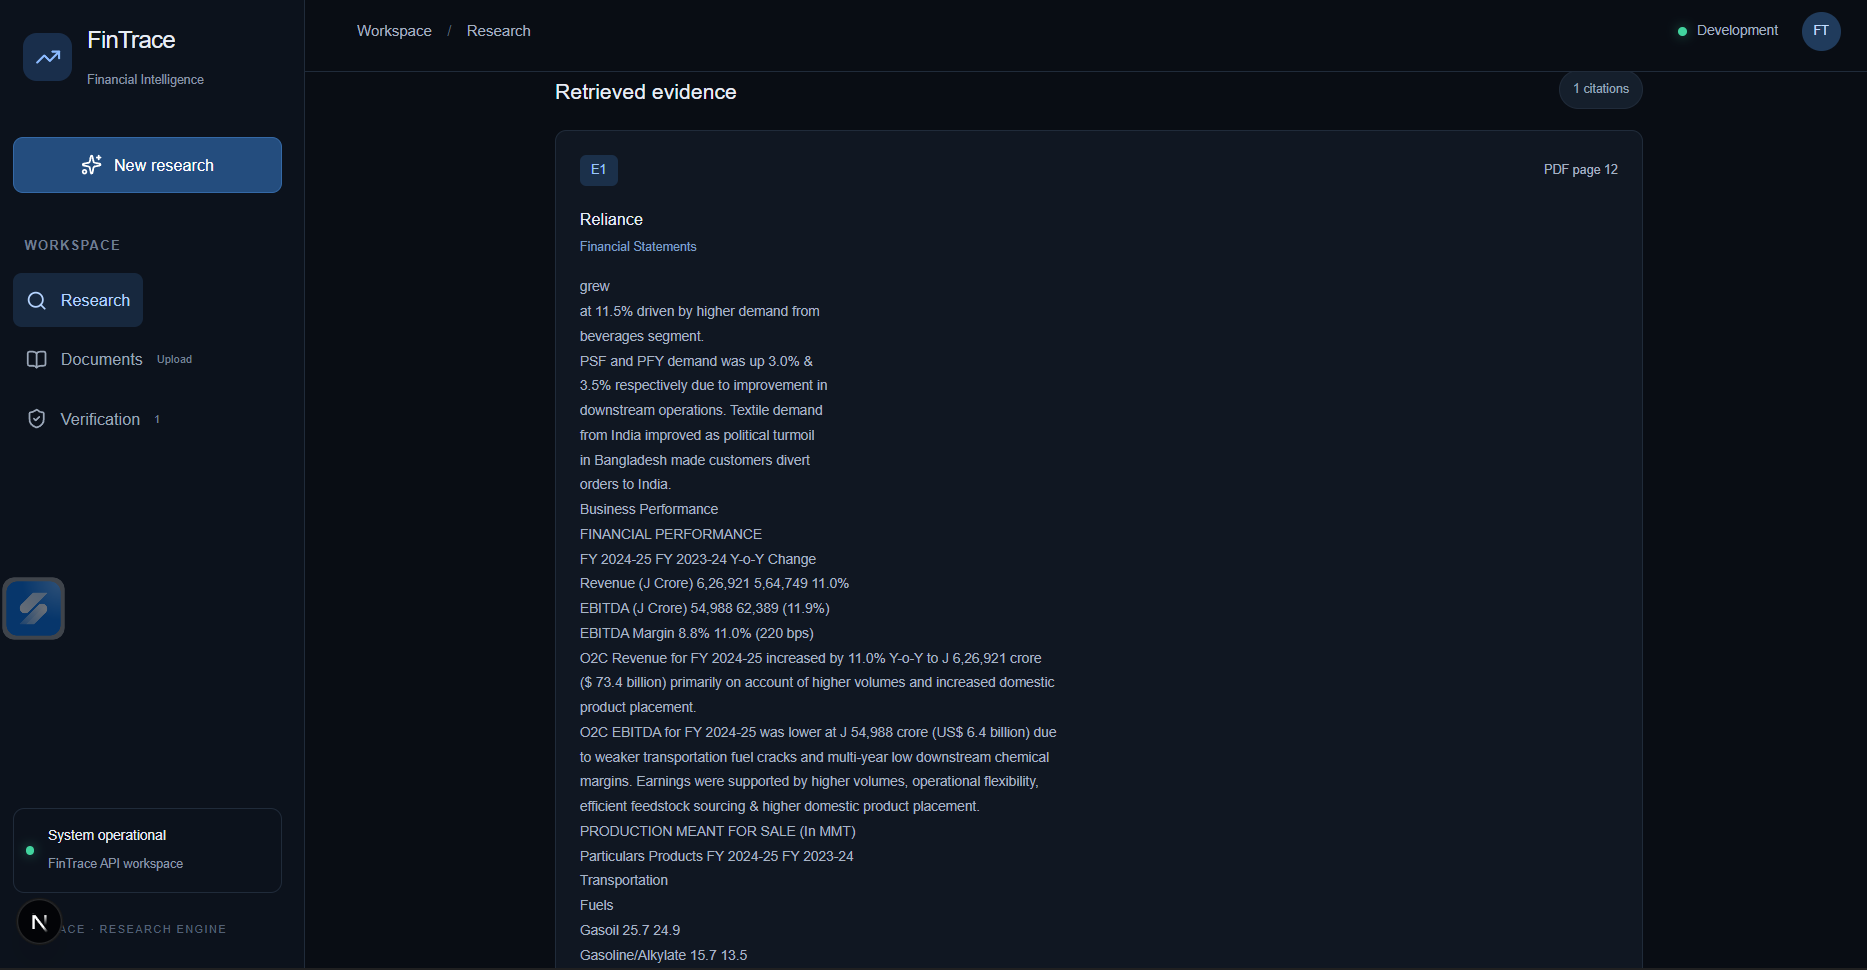 FinTrace
Financial Intelligence
New research
WORKSPACE
Research
Documents Upload
Verification 1
System operational
FinTrace API workspace
N
ACE · RESEARCH ENGINE
Workspace / Research
Development
FT
Retrieved evidence
1 citations
E1
PDF page 12
Reliance
Financial Statements
grew
at 11.5% driven by higher demand from
beverages segment.
PSF and PFY demand was up 3.0% &
3.5% respectively due to improvement in
downstream operations. Textile demand
from India improved as political turmoil
in Bangladesh made customers divert
orders to India.
Business Performance
FINANCIAL PERFORMANCE
FY 2024-25 FY 2023-24 Y-o-Y Change
Revenue (J Crore) 6,26,921 5,64,749 11.0%
EBITDA (J Crore) 54,988 62,389 (11.9%)
EBITDA Margin 8.8% 11.0% (220 bps)
O2C Revenue for FY 2024-25 increased by 11.0% Y-o-Y to J 6,26,921 crore
($ 73.4 billion) primarily on account of higher volumes and increased domestic
product placement.
O2C EBITDA for FY 2024-25 was lower at J 54,988 crore (US$ 6.4 billion) due
to weaker transportation fuel cracks and multi-year low downstream chemical
margins. Earnings were supported by higher volumes, operational flexibility,
efficient feedstock sourcing & higher domestic product placement.
PRODUCTION MEANT FOR SALE (In MMT)
Particulars Products FY 2024-25 FY 2023-24
Transportation
Fuels
Gasoil 25.7 24.9
Gasoline/Alkylate 15.7 13.5